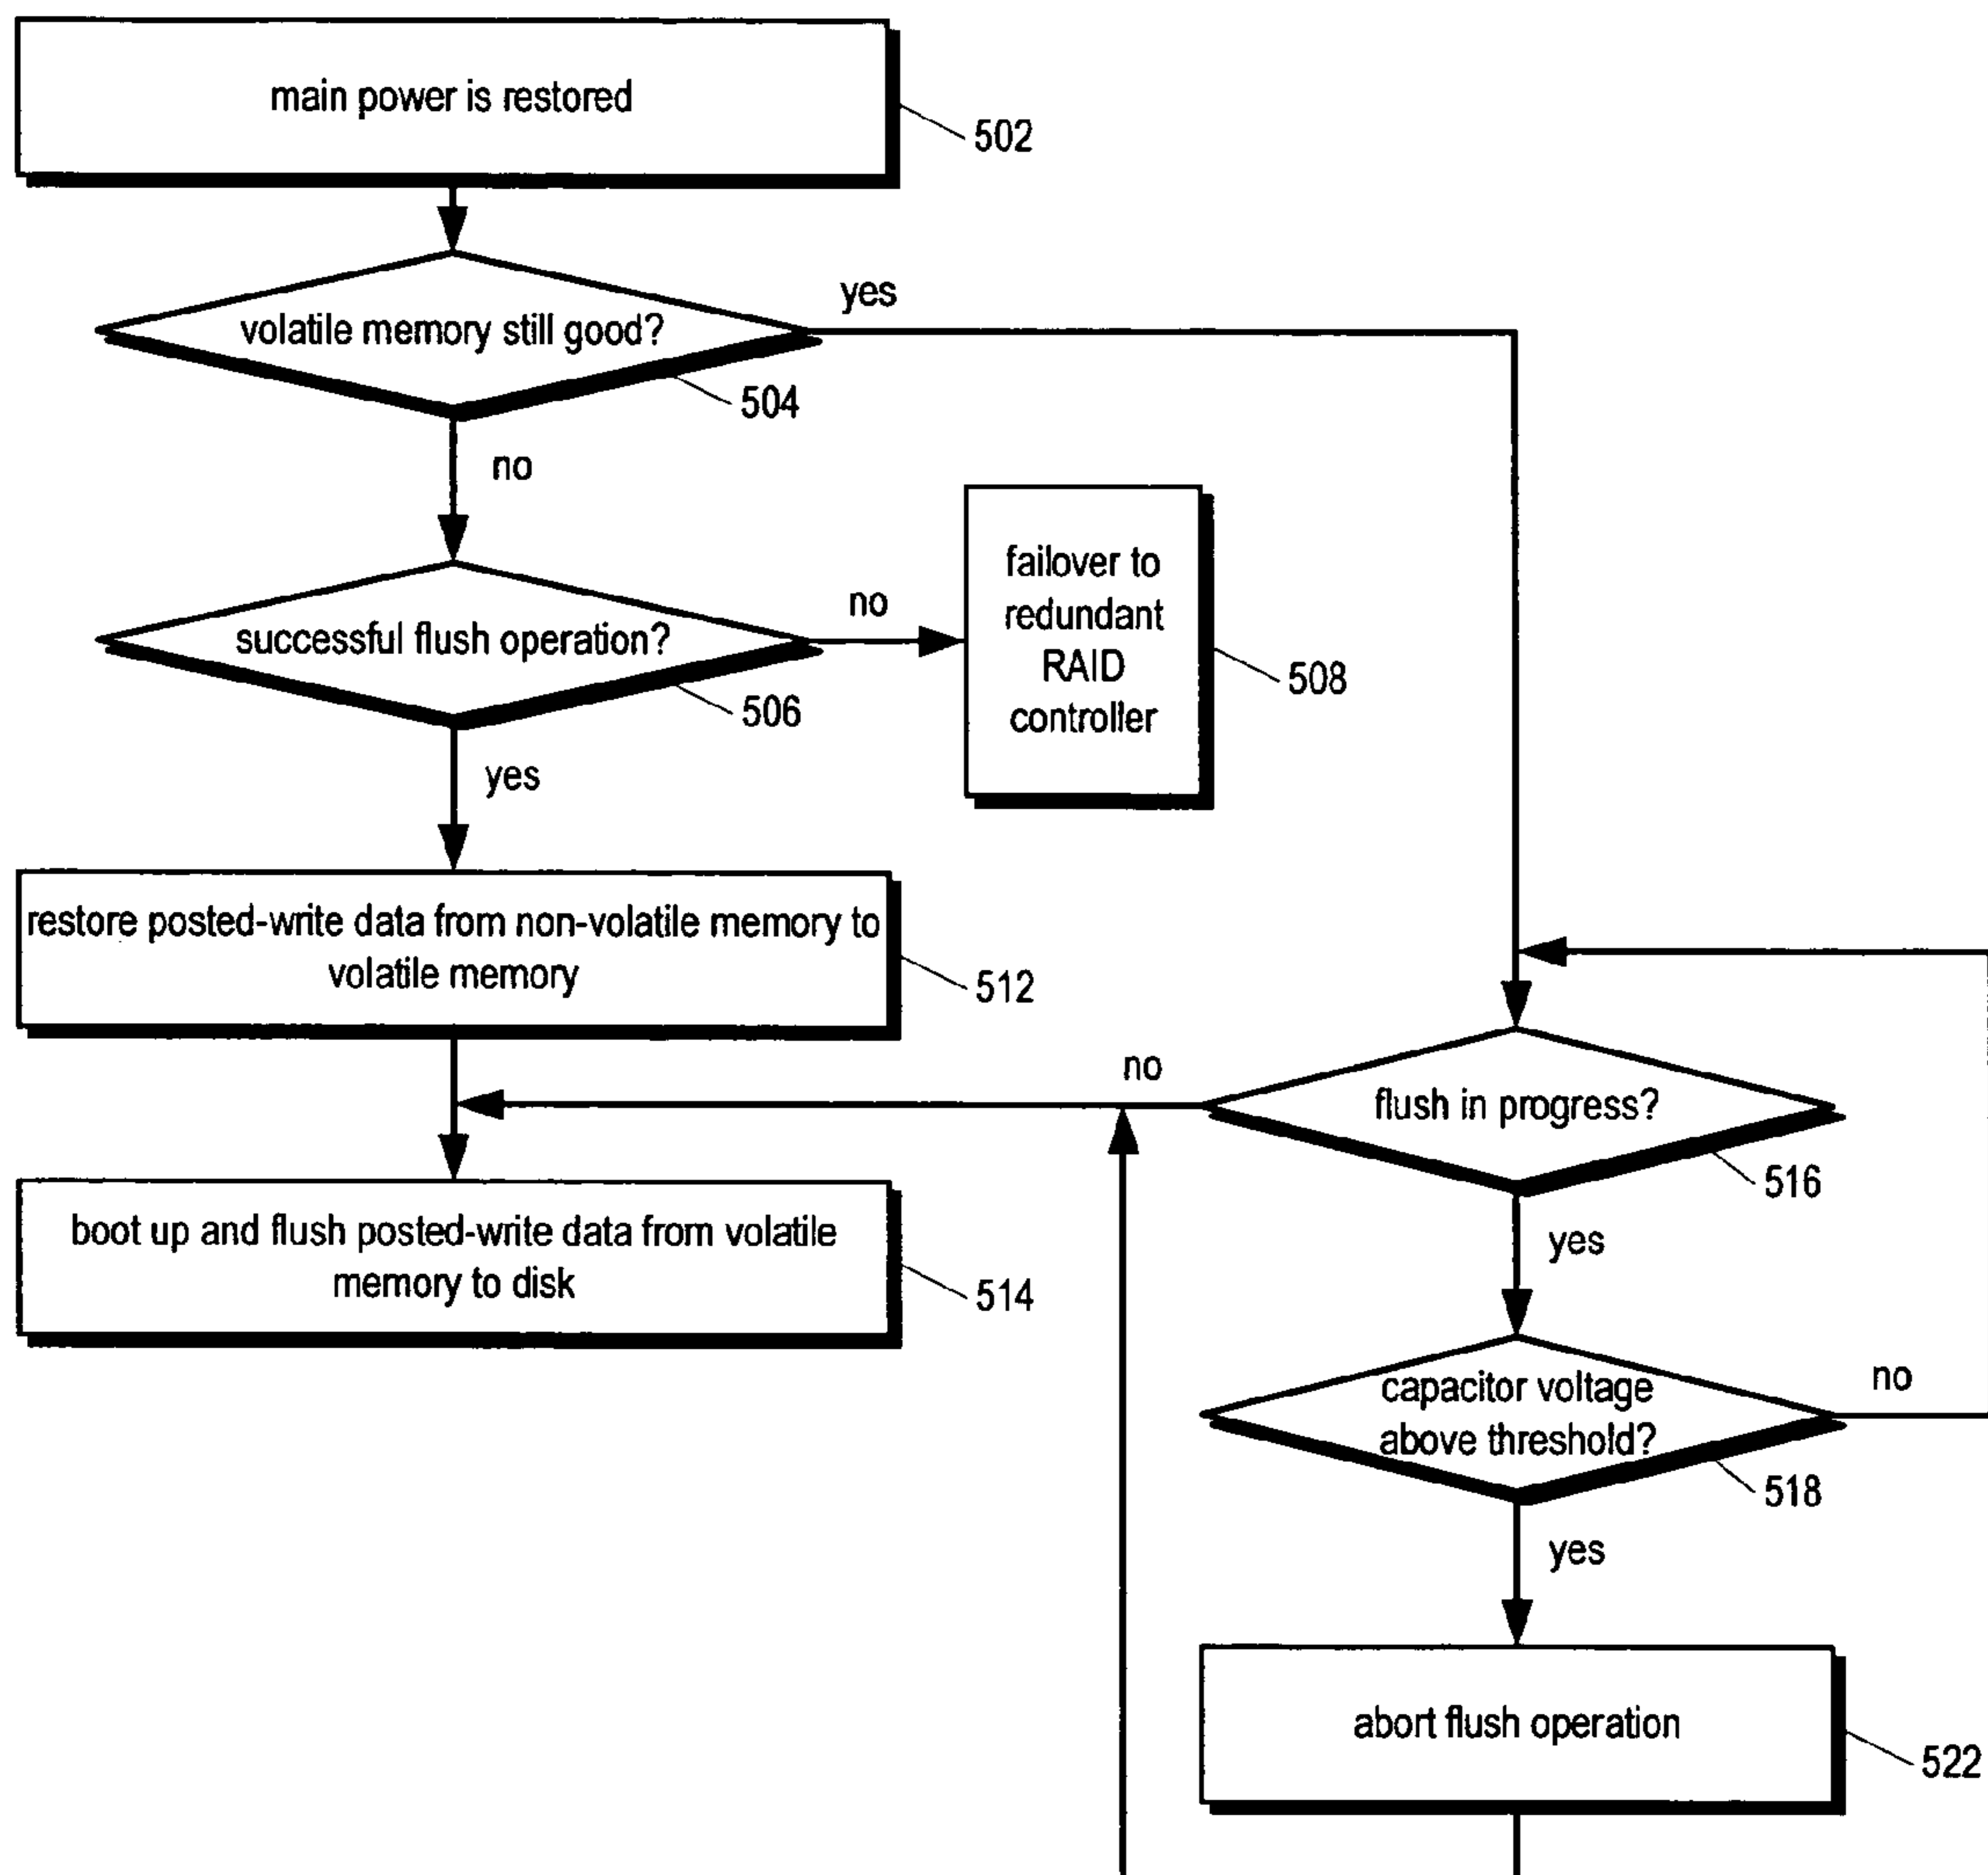 main power is restored
502
yes
volatile memory still good?
504
no
failover to
redundant
RAID
controller
508
no
successful flush operation?
506
yes
restore posted-write data from non-volatile memory to
volatile memory
512
no
flush in progress?
516
boot up and flush posted-write data from volatile
memory to disk
514
yes
capacitor voltage
above threshold?
no
518
yes
abort flush operation
522